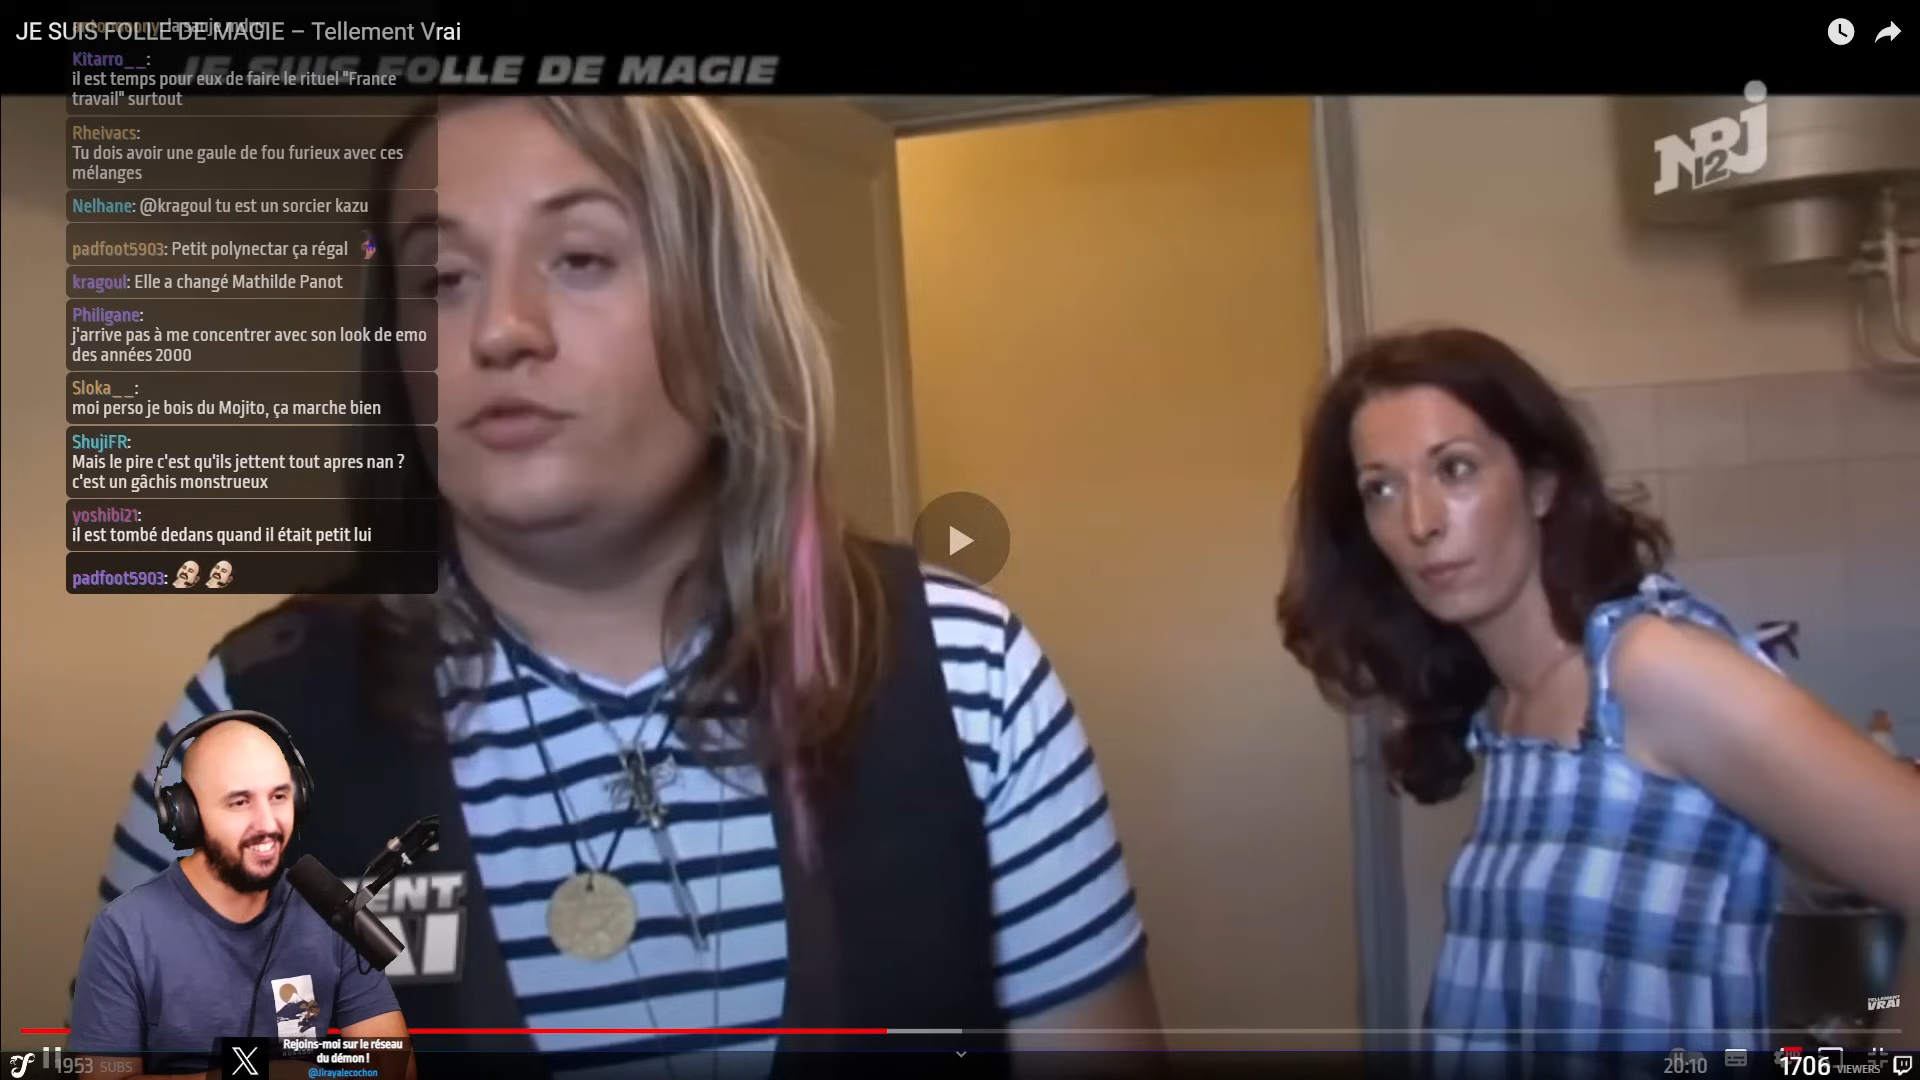 JE SUIS FOLLE DE MAGIE – Tellement Vrai
JE SUIS FOLLE DE MAGIE
Kitarro__:
il est temps pour eux de faire le rituel "France
travail" surtout
Rheivacs:
Tu dois avoir une gaule de fou furieux avec ces
mélanges
Nelhane: @kragoul tu est un sorcier kazu
padfoot5903: Petit polynectar ça régal
kragoul: Elle a changé Mathilde Panot
Philigane:
j'arrive pas à me concentrer avec son look de emo
des années 2000
Sloka__:
moi perso je bois du Mojito, ça marche bien
ShujiFR:
Mais le pire c'est qu'ils jettent tout apres nan ?
c'est un gâchis monstrueux
yoshibi21:
il est tombé dedans quand il était petit lui
padfoot5903:
NRJ
12
ENT
AI
TELLEMENT
VRAI
1953 SUBS
X
Rejoins-moi sur le réseau
du démon !
@Jirayalecochon
20:10
1706 VIEWERS